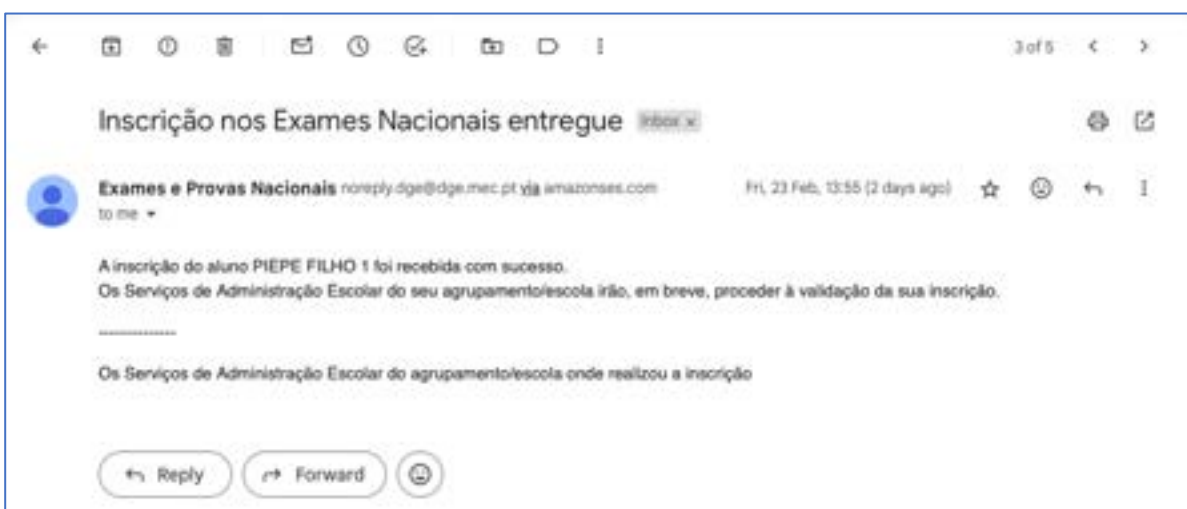 3 of 5
Inscrição nos Exames Nacionais entregue Inbox x
Exames e Provas Nacionais noreply.dge@dge.mec.pt via amazonses.com Fri, 23 Feb, 13:55 (2 days ago)
to me
A inscrição do aluno PIEPE FILHO 1 foi recebida com sucesso.
Os Serviços de Administração Escolar do seu agrupamento/escola irão, em breve, proceder à validação da sua inscrição.
---------------
Os Serviços de Administração Escolar do agrupamento/escola onde realizou a inscrição
Reply Forward